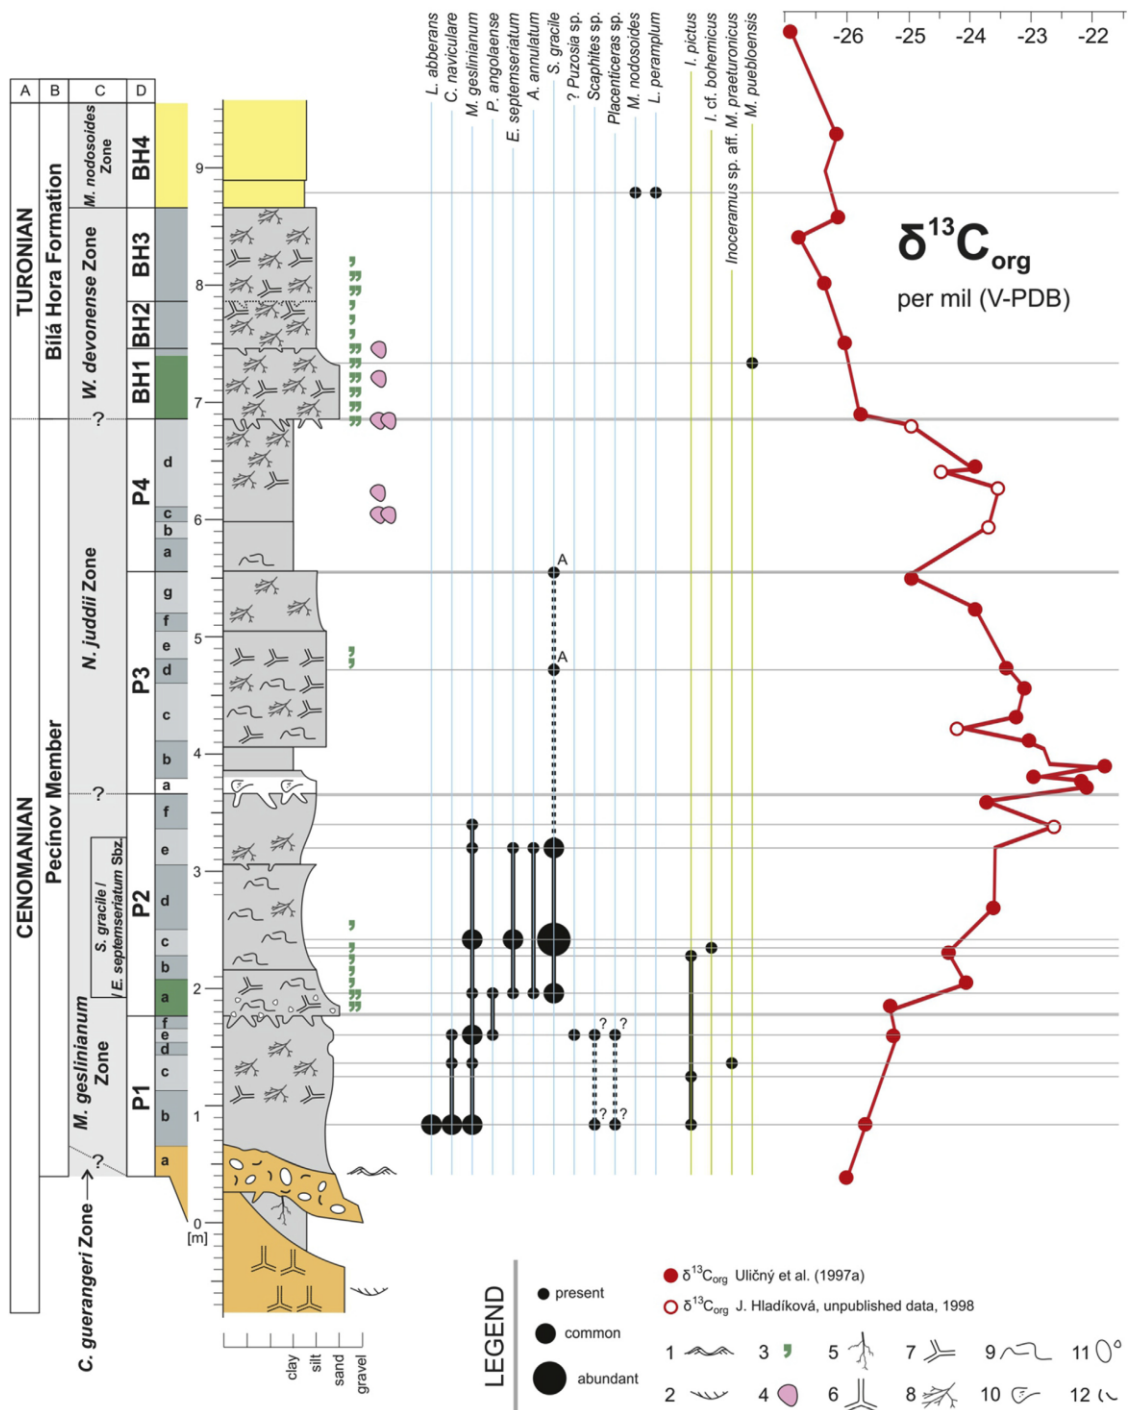 A B C D
TURONIAN
CENOMANIAN
Bílá Hora Formation
Pecínov Member
M. nodosoides Zone
W. devonense Zone
?
N. juddii Zone
?
S. gracile /
/ E. septemseriatum Sbz.
M. geslinianum
Zone
?
C. guerangeri Zone
BH4
BH3
BH2
BH1
P4
P3
P2
P1
d
c
b
a
g
f
e
d
c
b
a
f
e
d
c
b
a
f
e
d
c
b
a
9
8
7
6
5
4
3
2
1
0
[m]
clay
silt
sand
gravel
L. abberans
C. naviculare
M. geslinianum
P. angolaense
E. septemseriatum
A. annulatum
S. gracile
? Puzosia sp.
Scaphites sp.
Placenticeras sp.
M. nodosoides
L. peramplum
I. pictus
I. cf. bohemicus
Inoceramus sp. aff. M. praeturonicus
M. puebloensis
A
A
? ?
? ?
-26 -25 -24 -23 -22
δ13Corg
per mil (V-PDB)
LEGEND
present
common
abundant
δ13Corg Uličný et al. (1997a)
δ13Corg J. Hladíková, unpublished data, 1998
1 3 5 7 9 11
2 4 6 8 10 12